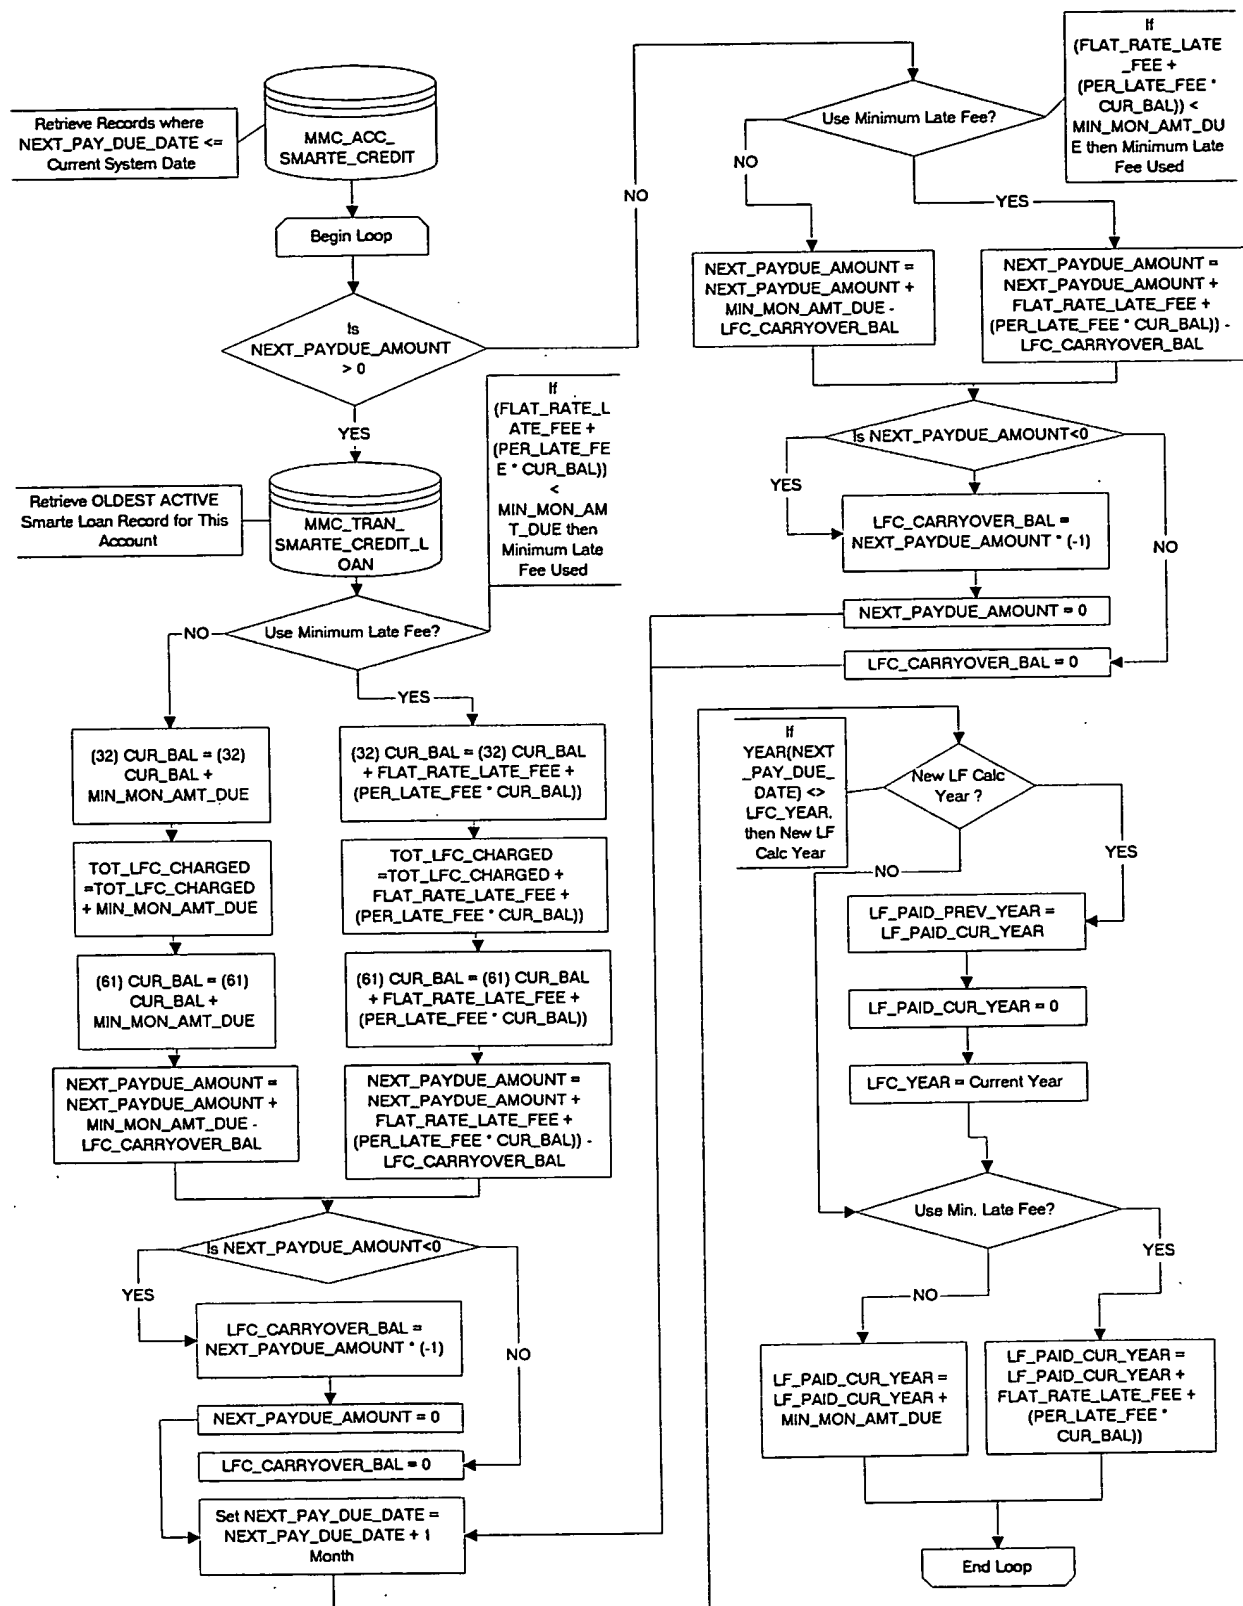 Retrieve Records where
NEXT_PAY_DUE_DATE <=
Current System Date
MMC_ACC_
SMARTE_CREDIT
Begin Loop
Is
NEXT_PAYDUE_AMOUNT
> 0
NO
YES
Retrieve OLDEST ACTIVE
Smarte Loan Record for This
Account
MMC_TRAN_
SMARTE_CREDIT_L
OAN
If
(FLAT_RATE_L
ATE_FEE +
(PER_LATE_FE
E * CUR_BAL))
<
MIN_MON_AM
T_DUE then
Minimum Late
Fee Used
Use Minimum Late Fee?
NO
YES
(32) CUR_BAL = (32)
CUR_BAL +
MIN_MON_AMT_DUE
TOT_LFC_CHARGED
=TOT_LFC_CHARGED
+ MIN_MON_AMT_DUE
(61) CUR_BAL = (61)
CUR_BAL +
MIN_MON_AMT_DUE
NEXT_PAYDUE_AMOUNT =
NEXT_PAYDUE_AMOUNT +
MIN_MON_AMT_DUE -
LFC_CARRYOVER_BAL
(32) CUR_BAL = (32) CUR_BAL
+ FLAT_RATE_LATE_FEE +
(PER_LATE_FEE * CUR_BAL))
TOT_LFC_CHARGED
=TOT_LFC_CHARGED +
FLAT_RATE_LATE_FEE +
(PER_LATE_FEE * CUR_BAL))
(61) CUR_BAL = (61) CUR_BAL
+ FLAT_RATE_LATE_FEE +
(PER_LATE_FEE * CUR_BAL))
NEXT_PAYDUE_AMOUNT =
NEXT_PAYDUE_AMOUNT +
FLAT_RATE_LATE_FEE +
(PER_LATE_FEE * CUR_BAL)) -
LFC_CARRYOVER_BAL
Is NEXT_PAYDUE_AMOUNT<0
YES
NO
LFC_CARRYOVER_BAL =
NEXT_PAYDUE_AMOUNT * (-1)
NEXT_PAYDUE_AMOUNT = 0
LFC_CARRYOVER_BAL = 0
Set NEXT_PAY_DUE_DATE =
NEXT_PAY_DUE_DATE + 1
Month
If
(FLAT_RATE_LATE
_FEE +
(PER_LATE_FEE *
CUR_BAL)) <
MIN_MON_AMT_DU
E then Minimum Late
Fee Used
Use Minimum Late Fee?
NO
YES
NEXT_PAYDUE_AMOUNT =
NEXT_PAYDUE_AMOUNT +
MIN_MON_AMT_DUE -
LFC_CARRYOVER_BAL
NEXT_PAYDUE_AMOUNT =
NEXT_PAYDUE_AMOUNT +
FLAT_RATE_LATE_FEE +
(PER_LATE_FEE * CUR_BAL)) -
LFC_CARRYOVER_BAL
Is NEXT_PAYDUE_AMOUNT<0
YES
NO
LFC_CARRYOVER_BAL =
NEXT_PAYDUE_AMOUNT * (-1)
NEXT_PAYDUE_AMOUNT = 0
LFC_CARRYOVER_BAL = 0
If
YEAR(NEXT
_PAY_DUE_
DATE) <>
LFC_YEAR,
then New LF
Calc Year
New LF Calc
Year ?
NO
YES
LF_PAID_PREV_YEAR =
LF_PAID_CUR_YEAR
LF_PAID_CUR_YEAR = 0
LFC_YEAR = Current Year
Use Min. Late Fee?
NO
YES
LF_PAID_CUR_YEAR =
LF_PAID_CUR_YEAR +
MIN_MON_AMT_DUE
LF_PAID_CUR_YEAR =
LF_PAID_CUR_YEAR +
FLAT_RATE_LATE_FEE +
(PER_LATE_FEE *
CUR_BAL))
End Loop